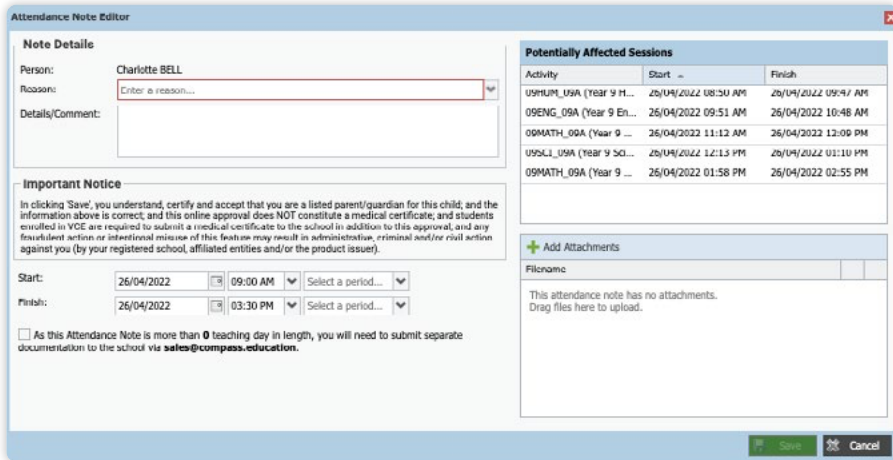 Attendance Note Editor
Note Details
Person: Charlotte BELL
Reason: Enter a reason...
Details/Comment:
Important Notice
In clicking 'Save', you understand, certify and accept that you are a listed parent/guardian for this child; and the
information above is correct; and this online approval does NOT constitute a medical certificate; and students
enrolled in VCE are required to submit a medical certificate to the school in addition to this approval, and any
fraudulent action or intentional misuse of this feature may result in administrative, criminal and/or civil action
against you (by your registered school, affiliated entities and/or the product issuer).
Start: 26/04/2022 09:00 AM Select a period...
Finish: 26/04/2022 03:30 PM Select a period...
As this Attendance Note is more than 0 teaching day in length, you will need to submit separate
documentation to the school via sales@compass.education.
Potentially Affected Sessions
Activity Start Finish
09HUM_09A (Year 9 H... 26/04/2022 08:50 AM 26/04/2022 09:47 AM
09ENG_09A (Year 9 En... 26/04/2022 09:51 AM 26/04/2022 10:48 AM
09MATH_09A (Year 9 ... 26/04/2022 11:12 AM 26/04/2022 12:09 PM
09SCI_09A (Year 9 Sci... 26/04/2022 12:13 PM 26/04/2022 01:10 PM
09MATH_09A (Year 9 ... 26/04/2022 01:58 PM 26/04/2022 02:55 PM
Add Attachments
Filename
This attendance note has no attachments.
Drag files here to upload.
Save Cancel